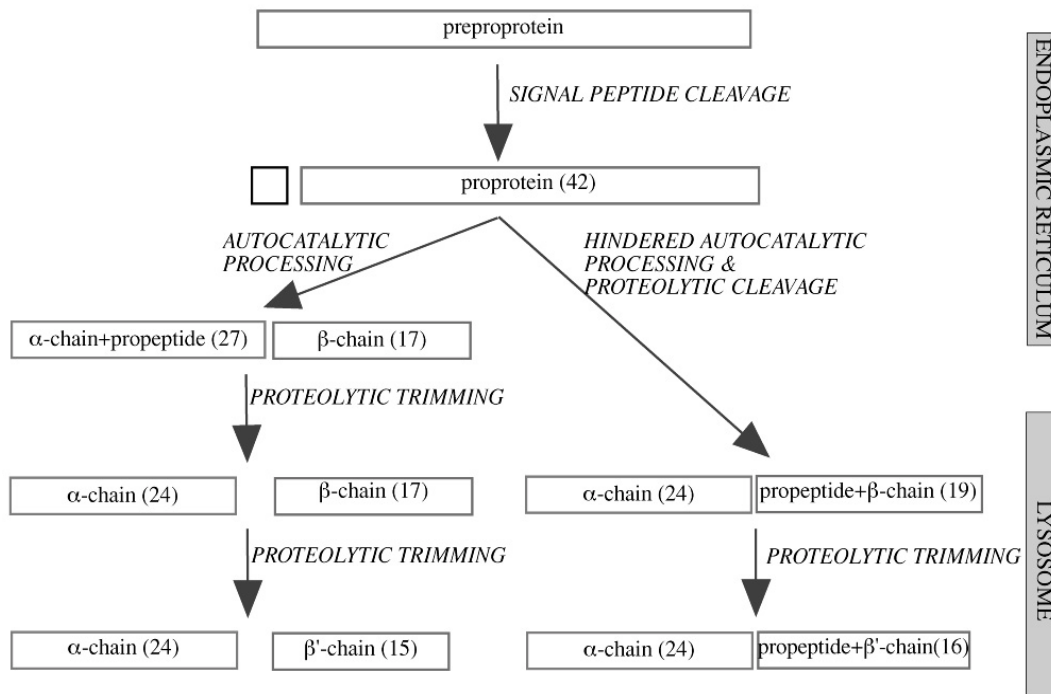 preproprotein
SIGNAL PEPTIDE CLEAVAGE
proprotein (42)
AUTOCATALYTIC
PROCESSING
HINDERED AUTOCATALYTIC
PROCESSING &
PROTEOLYTIC CLEAVAGE
α-chain+propeptide (27)
β-chain (17)
PROTEOLYTIC TRIMMING
α-chain (24)
β-chain (17)
α-chain (24)
propeptide+β-chain (19)
PROTEOLYTIC TRIMMING
PROTEOLYTIC TRIMMING
α-chain (24)
β'-chain (15)
α-chain (24)
propeptide+β'-chain(16)
ENDOPLASMIC RETICULUM
LYSOSOME